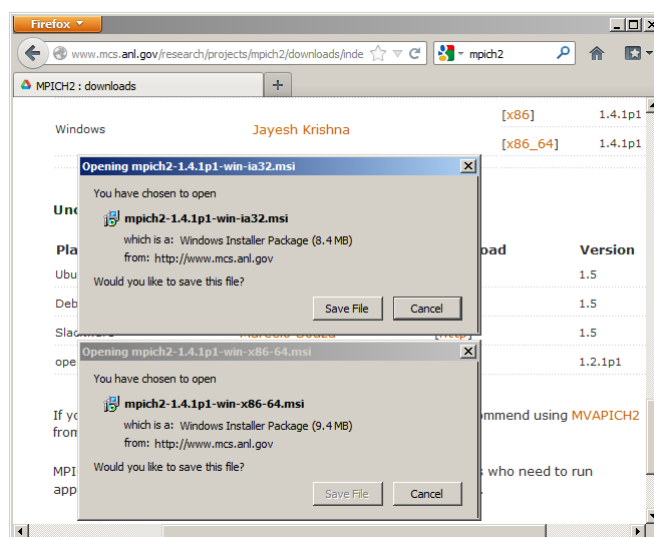 Firefox
www.mcs.anl.gov/research/projects/mpich2/downloads/inde
mpich2
MPICH2 : downloads
[x86] 1.4.1p1
Windows Jayesh Krishna
[x86_64] 1.4.1p1
Opening mpich2-1.4.1p1-win-ia32.msi
You have chosen to open
mpich2-1.4.1p1-win-ia32.msi
which is a: Windows Installer Package (8.4 MB)
from: http://www.mcs.anl.gov
Would you like to save this file?
Save File Cancel
Version
1.5
1.5
1.5
Opening mpich2-1.4.1p1-win-x86-64.msi
1.2.1p1
You have chosen to open
mpich2-1.4.1p1-win-x86-64.msi
which is a: Windows Installer Package (9.4 MB)
from: http://www.mcs.anl.gov
Would you like to save this file?
Save File Cancel
If yo
mmend using MVAPICH2
from
MPI
s who need to run
app